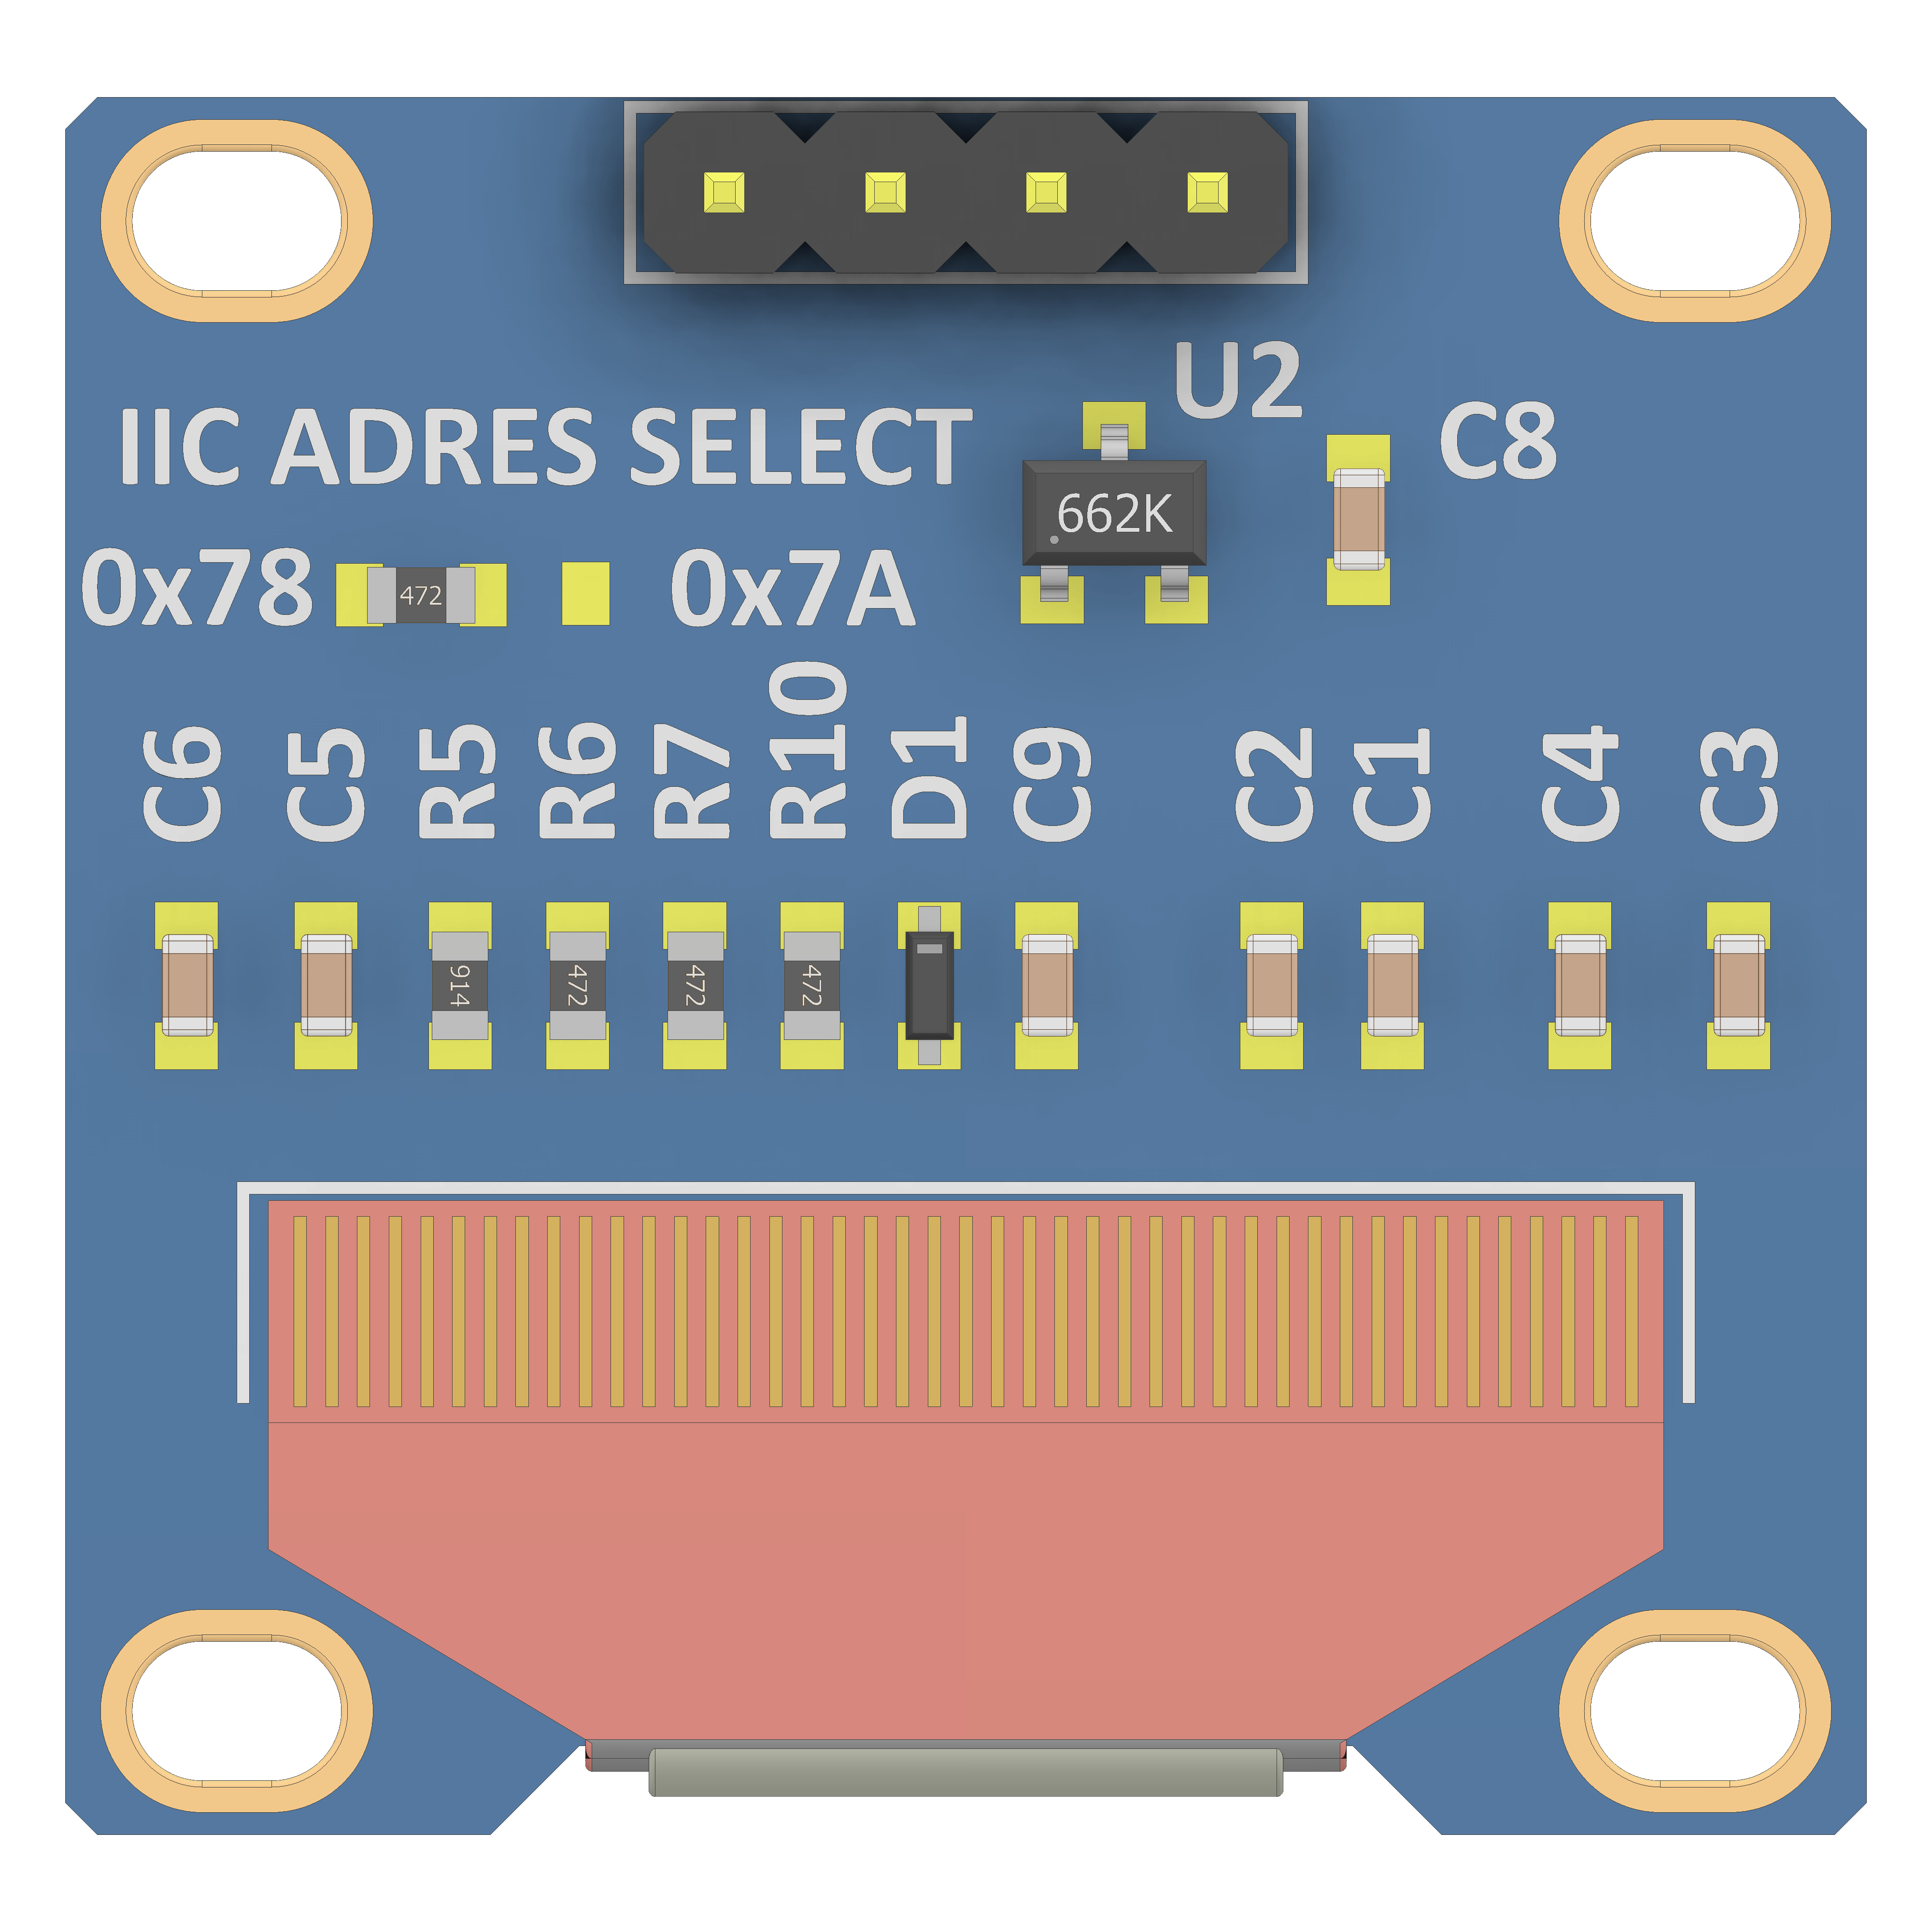 U2
IIC ADRES SELECT
C8
662K
0x78
472
0x7A
C6
C5
R5
R6
R7
R10
D1
C9
C2
C1
C4
C3
914
472
472
472